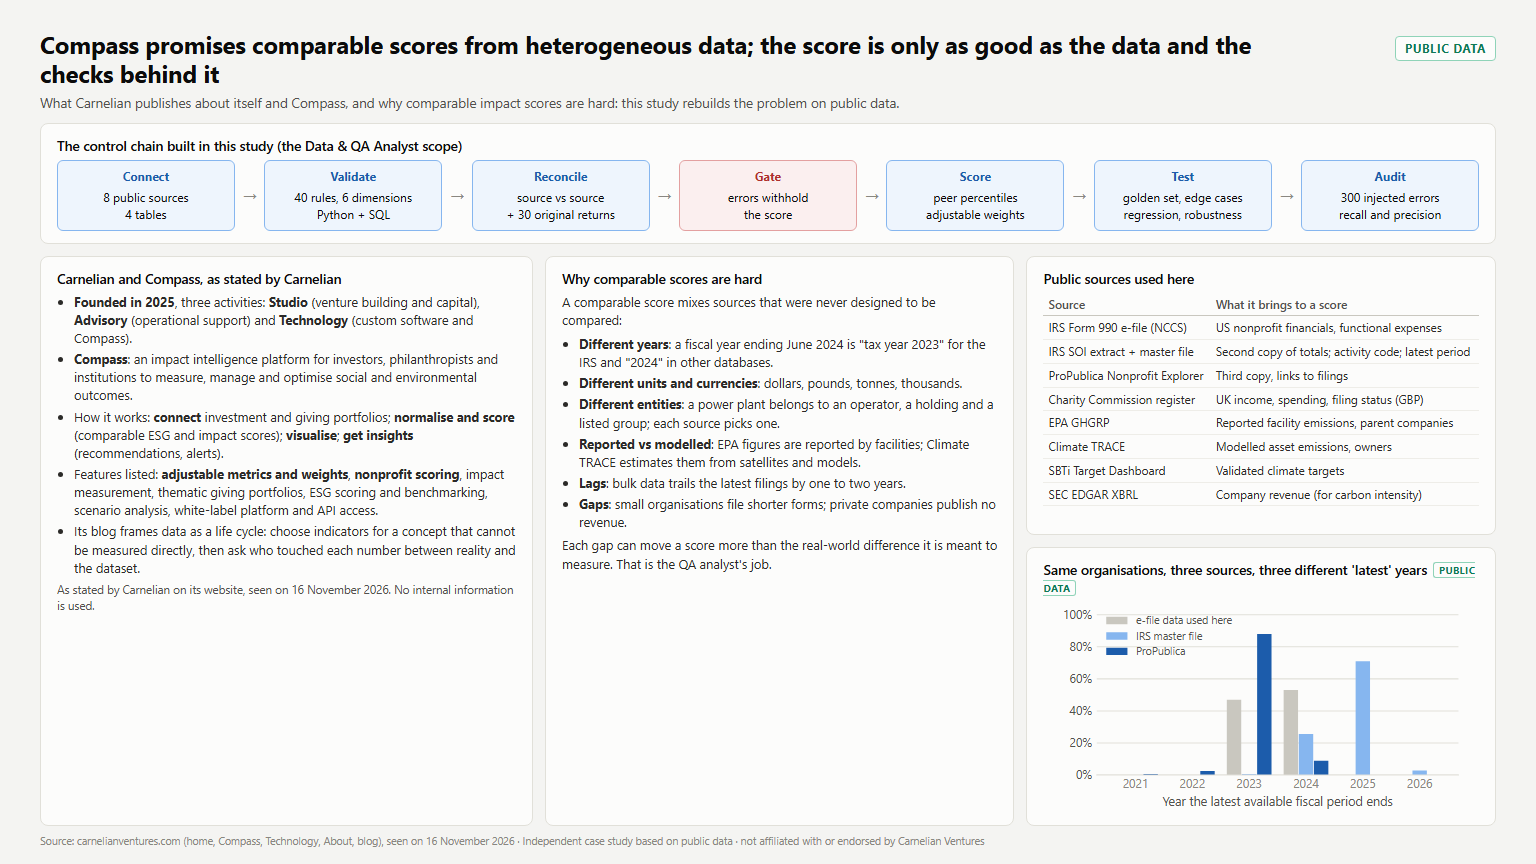 Compass promises comparable scores from heterogeneous data; the score is only as good as the data and the
checks behind it
PUBLIC DATA
What Carnelian publishes about itself and Compass, and why comparable impact scores are hard: this study rebuilds the problem on public data.
The control chain built in this study (the Data & QA Analyst scope)
Connect
8 public sources
4 tables
→
Validate
40 rules, 6 dimensions
Python + SQL
→
Reconcile
source vs source
+ 30 original returns
→
Gate
errors withhold
the score
→
Score
peer percentiles
adjustable weights
→
Test
golden set, edge cases
regression, robustness
→
Audit
300 injected errors
recall and precision
Carnelian and Compass, as stated by Carnelian
• Founded in 2025, three activities: Studio (venture building and capital),
Advisory (operational support) and Technology (custom software and
Compass).
• Compass: an impact intelligence platform for investors, philanthropists and
institutions to measure, manage and optimise social and environmental
outcomes.
• How it works: connect investment and giving portfolios; normalise and score
(comparable ESG and impact scores); visualise; get insights
(recommendations, alerts).
• Features listed: adjustable metrics and weights, nonprofit scoring, impact
measurement, thematic giving portfolios, ESG scoring and benchmarking,
scenario analysis, white-label platform and API access.
• Its blog frames data as a life cycle: choose indicators for a concept that cannot
be measured directly, then ask who touched each number between reality and
the dataset.
As stated by Carnelian on its website, seen on 16 November 2026. No internal information
is used.
Why comparable scores are hard
A comparable score mixes sources that were never designed to be
compared:
• Different years: a fiscal year ending June 2024 is "tax year 2023" for the
IRS and "2024" in other databases.
• Different units and currencies: dollars, pounds, tonnes, thousands.
• Different entities: a power plant belongs to an operator, a holding and a
listed group; each source picks one.
• Reported vs modelled: EPA figures are reported by facilities; Climate
TRACE estimates them from satellites and models.
• Lags: bulk data trails the latest filings by one to two years.
• Gaps: small organisations file shorter forms; private companies publish no
revenue.
Each gap can move a score more than the real-world difference it is meant to
measure. That is the QA analyst's job.
Public sources used here
Source What it brings to a score
IRS Form 990 e-file (NCCS) US nonprofit financials, functional expenses
IRS SOI extract + master file Second copy of totals; activity code; latest period
ProPublica Nonprofit Explorer Third copy, links to filings
Charity Commission register UK income, spending, filing status (GBP)
EPA GHGRP Reported facility emissions, parent companies
Climate TRACE Modelled asset emissions, owners
SBTi Target Dashboard Validated climate targets
SEC EDGAR XBRL Company revenue (for carbon intensity)
Same organisations, three sources, three different 'latest' years PUBLIC
DATA
100%
80%
60%
40%
20%
0%
e-file data used here
IRS master file
ProPublica
2021 2022 2023 2024 2025 2026
Year the latest available fiscal period ends
Source: carnelianventures.com (home, Compass, Technology, About, blog), seen on 16 November 2026 · Independent case study based on public data · not affiliated with or endorsed by Carnelian Ventures